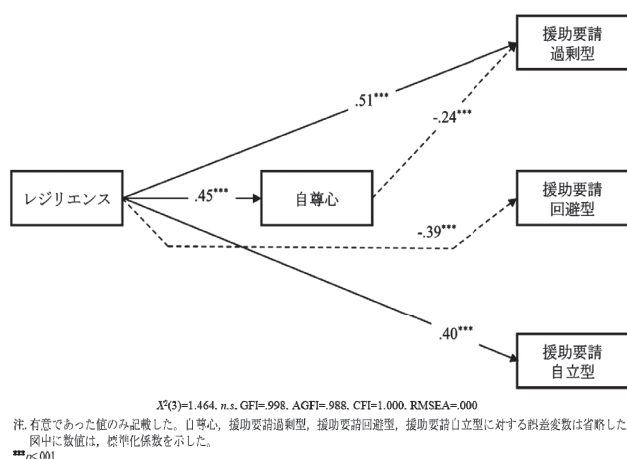 援助要請
過剰型
.51***
-.24***
レジリエンス
.45***
自尊心
援助要請
回避型
-.39***
.40***
援助要請
自立型
X²(3)=1.464. n.s. GFI=.998. AGFI=.988. CFI=1.000. RMSEA=.000
注. 有意であった値のみ記載した。自尊心，援助要請過剰型，援助要請回避型，援助要請自立型に対する誤差変数は省略した
図中に数値は，標準化係数を示した。
***p<.001